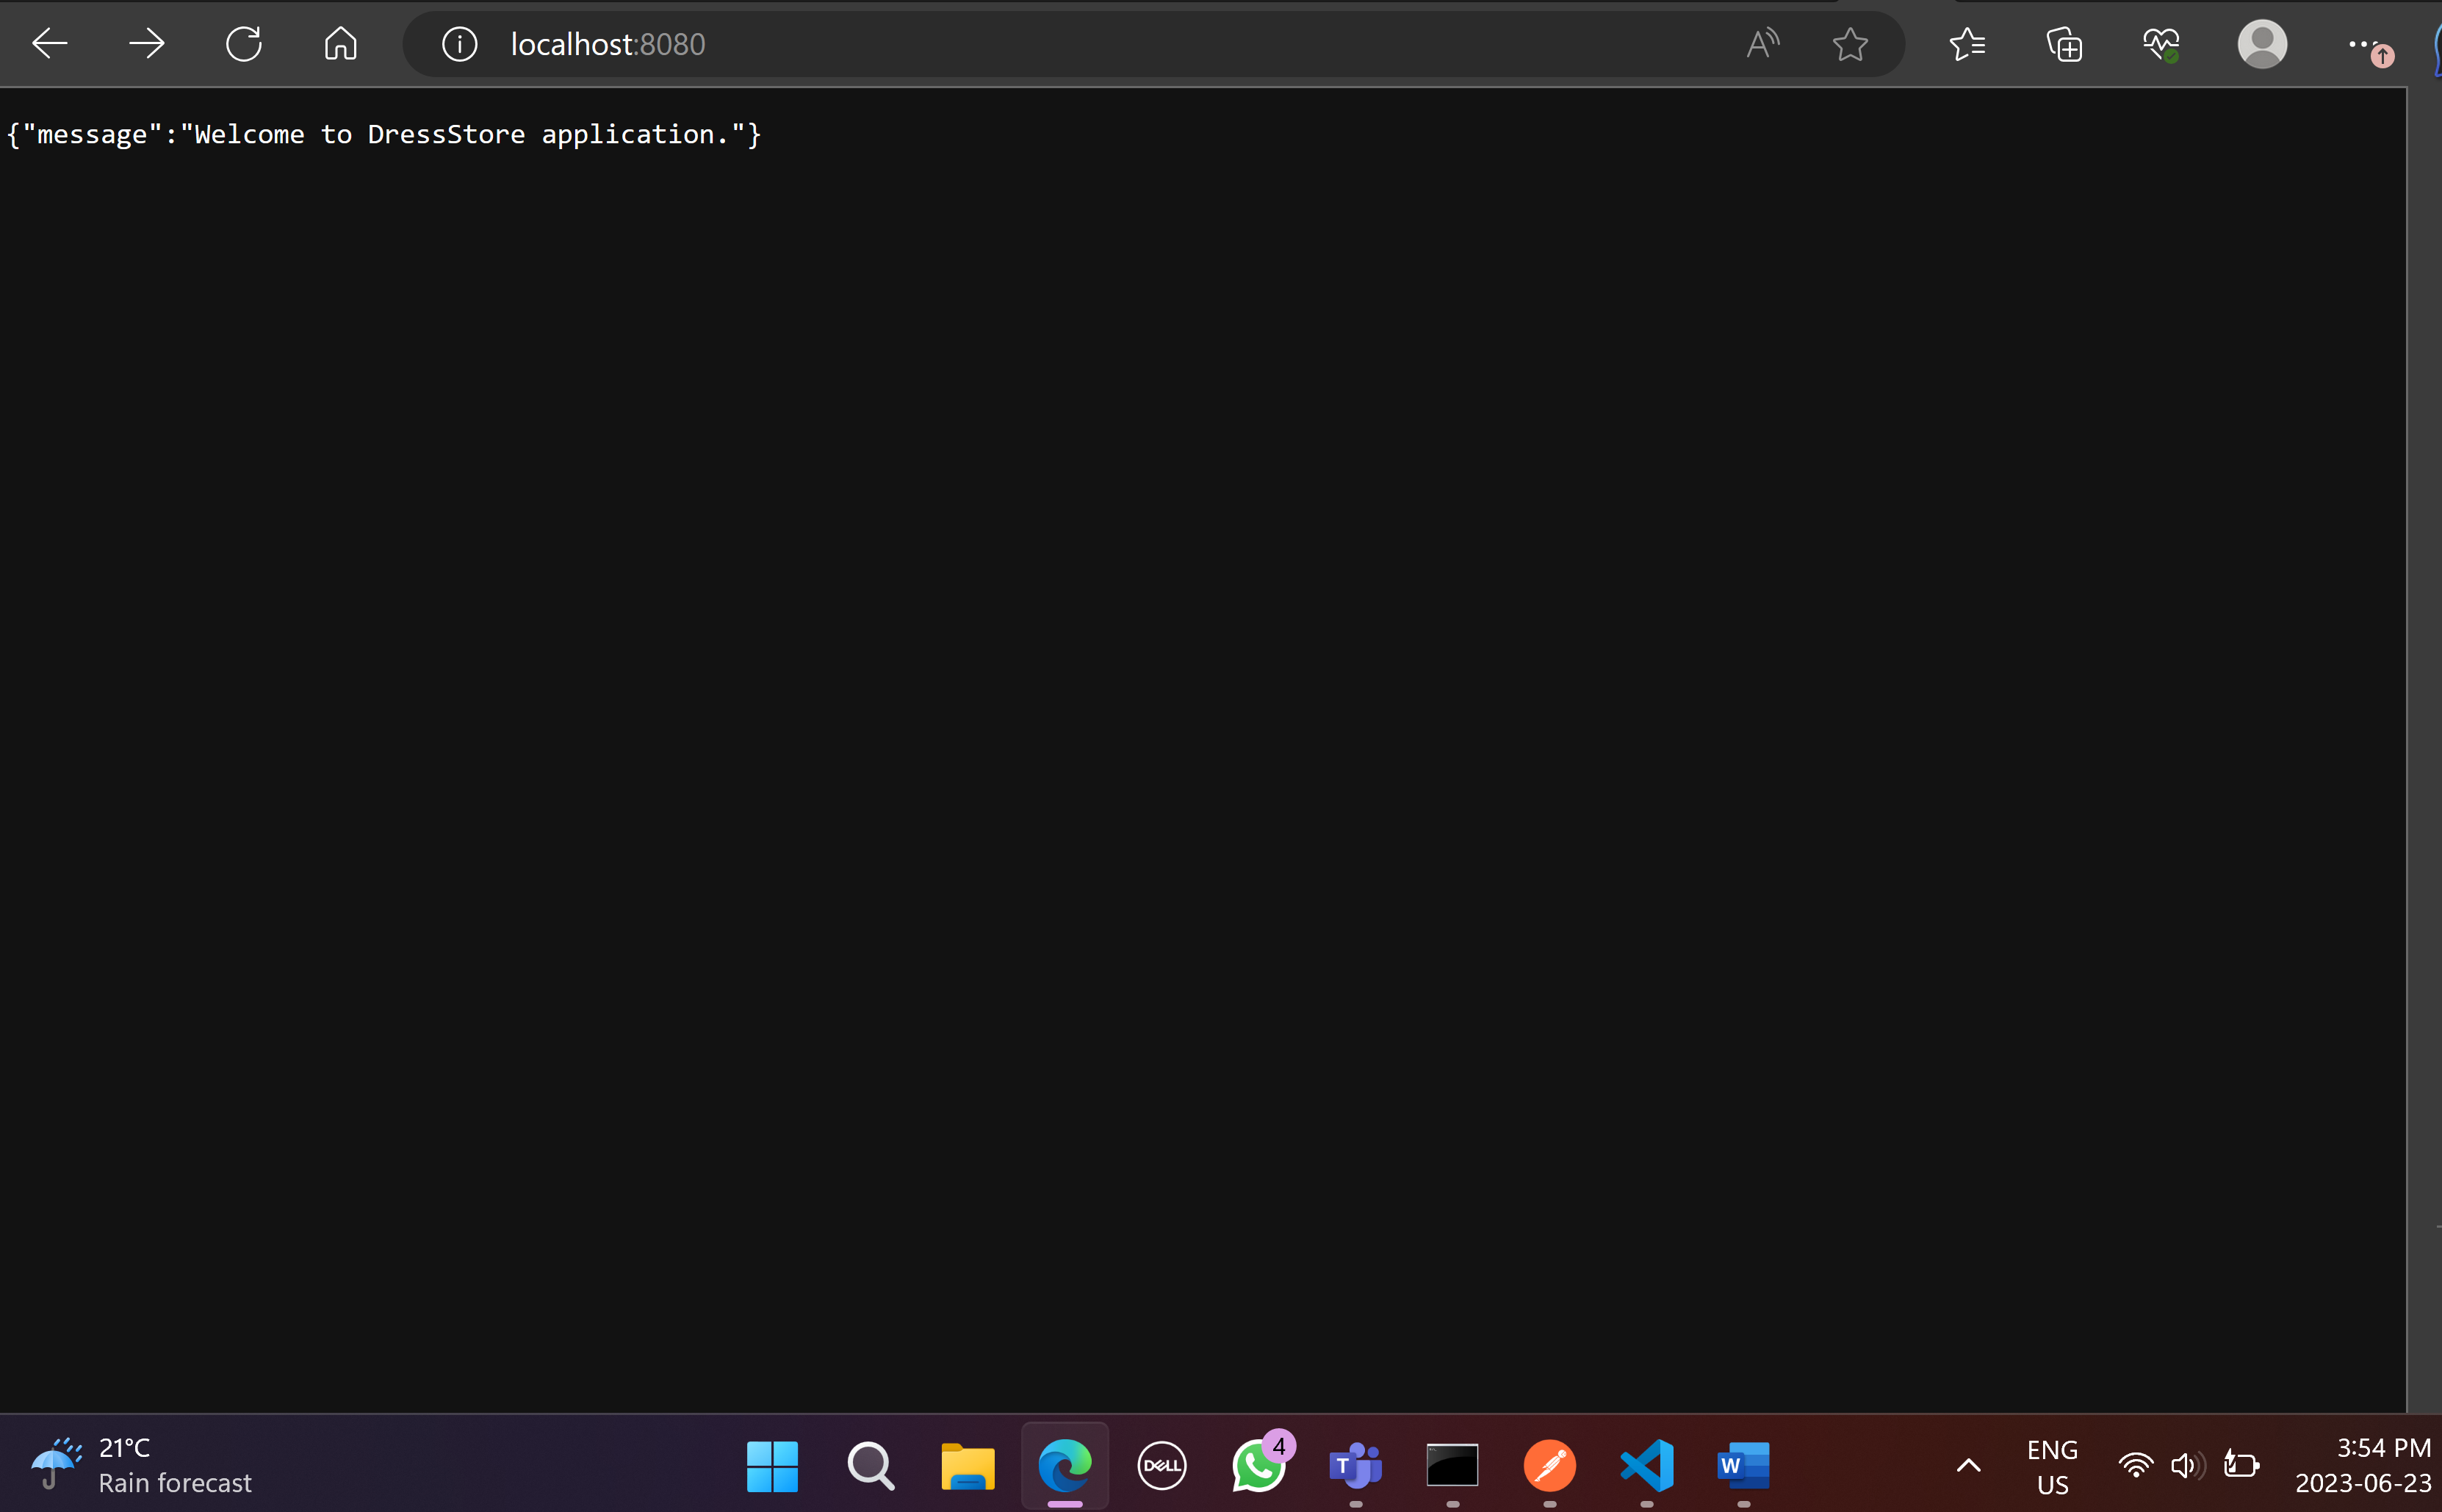 localhost:8080
{"message":"Welcome to DressStore application."}
21°C
Rain forecast
DELL
4
T
W
ENG
US
3:54 PM
2023-06-23